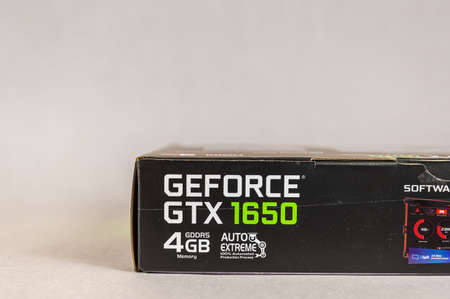 GEFORCE®
GTX 1650
4GB GDDR5
Memory
AUTO
EXTREME
100% Automated
Production Process
SOFTWA